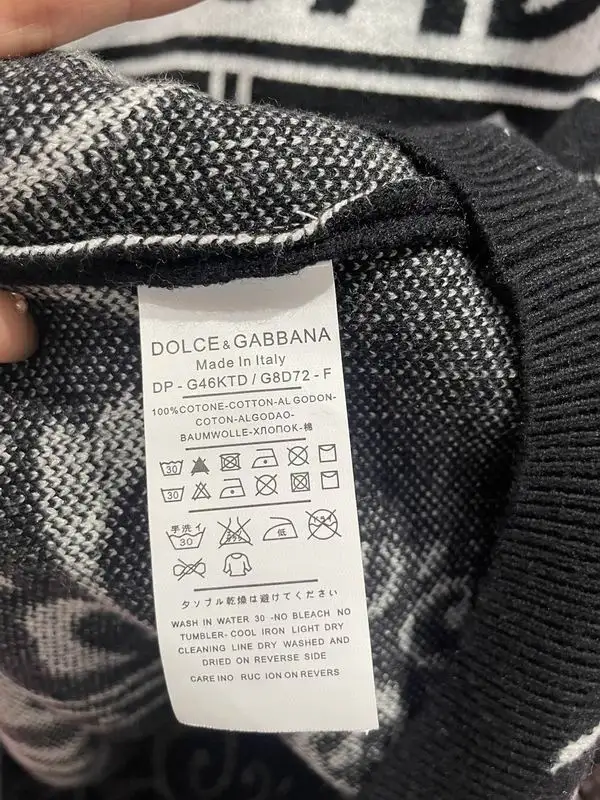 DOLCE & GABBANA
Made In Italy
DP - G46KTD / G8D72 - F
100%COTONE-COTTON-ALGODON-
COTON-ALGODAO-
BAUMWOLLE-ХЛОПОК-棉
30
30
手洗イ
30
低
タンブル乾燥は避けてください
WASH IN WATER 30 -NO BLEACH NO
TUMBLER- COOL IRON LIGHT DRY
CLEANING LINE DRY WASHED AND
DRIED ON REVERSE SIDE
CARE INO RUC ION ON REVERS